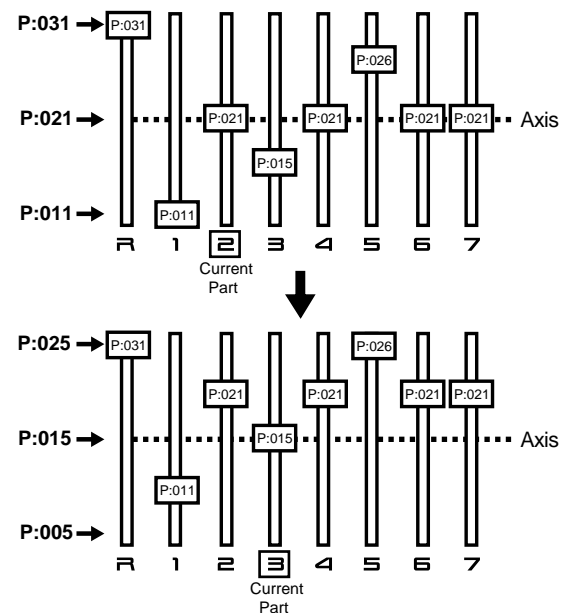 P:031 P:031
P:026
P:021 P:021 P:021 P:021 P:021 Axis
P:015
P:011 P:011
R 1 2 3 4 5 6 7
Current
Part
P:025 P:031 P:026
P:021 P:021 P:021 P:021
P:015 P:015 Axis
P:011
P:005
R 1 2 3 4 5 6 7
Current
Part